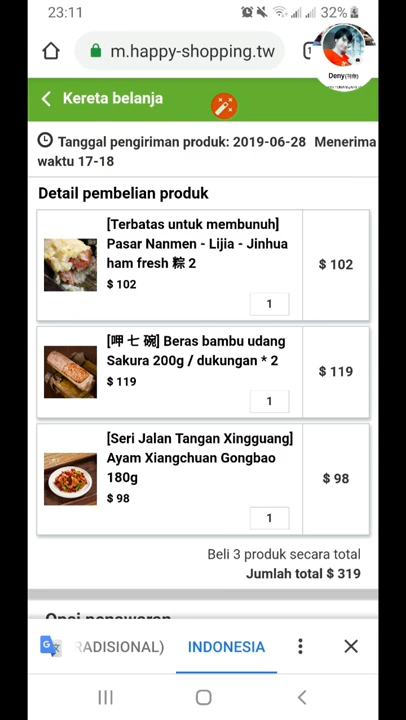 23:11
32%
m.happy-shopping.tw
Deny
Kereta belanja
Tanggal pengiriman produk: 2019-06-28 Menerima
waktu 17-18
Detail pembelian produk
[Terbatas untuk membunuh]
Pasar Nanmen - Lijia - Jinhua
ham fresh 粽 2
$ 102
$ 102
1
[呷 七 碗] Beras bambu udang
Sakura 200g / dukungan * 2
$ 119
$ 119
1
[Seri Jalan Tangan Xingguang]
Ayam Xiangchuan Gongbao
180g
$ 98
$ 98
1
Beli 3 produk secara total
Jumlah total $ 319
Opsi penawaran
RADISIONAL)
INDONESIA